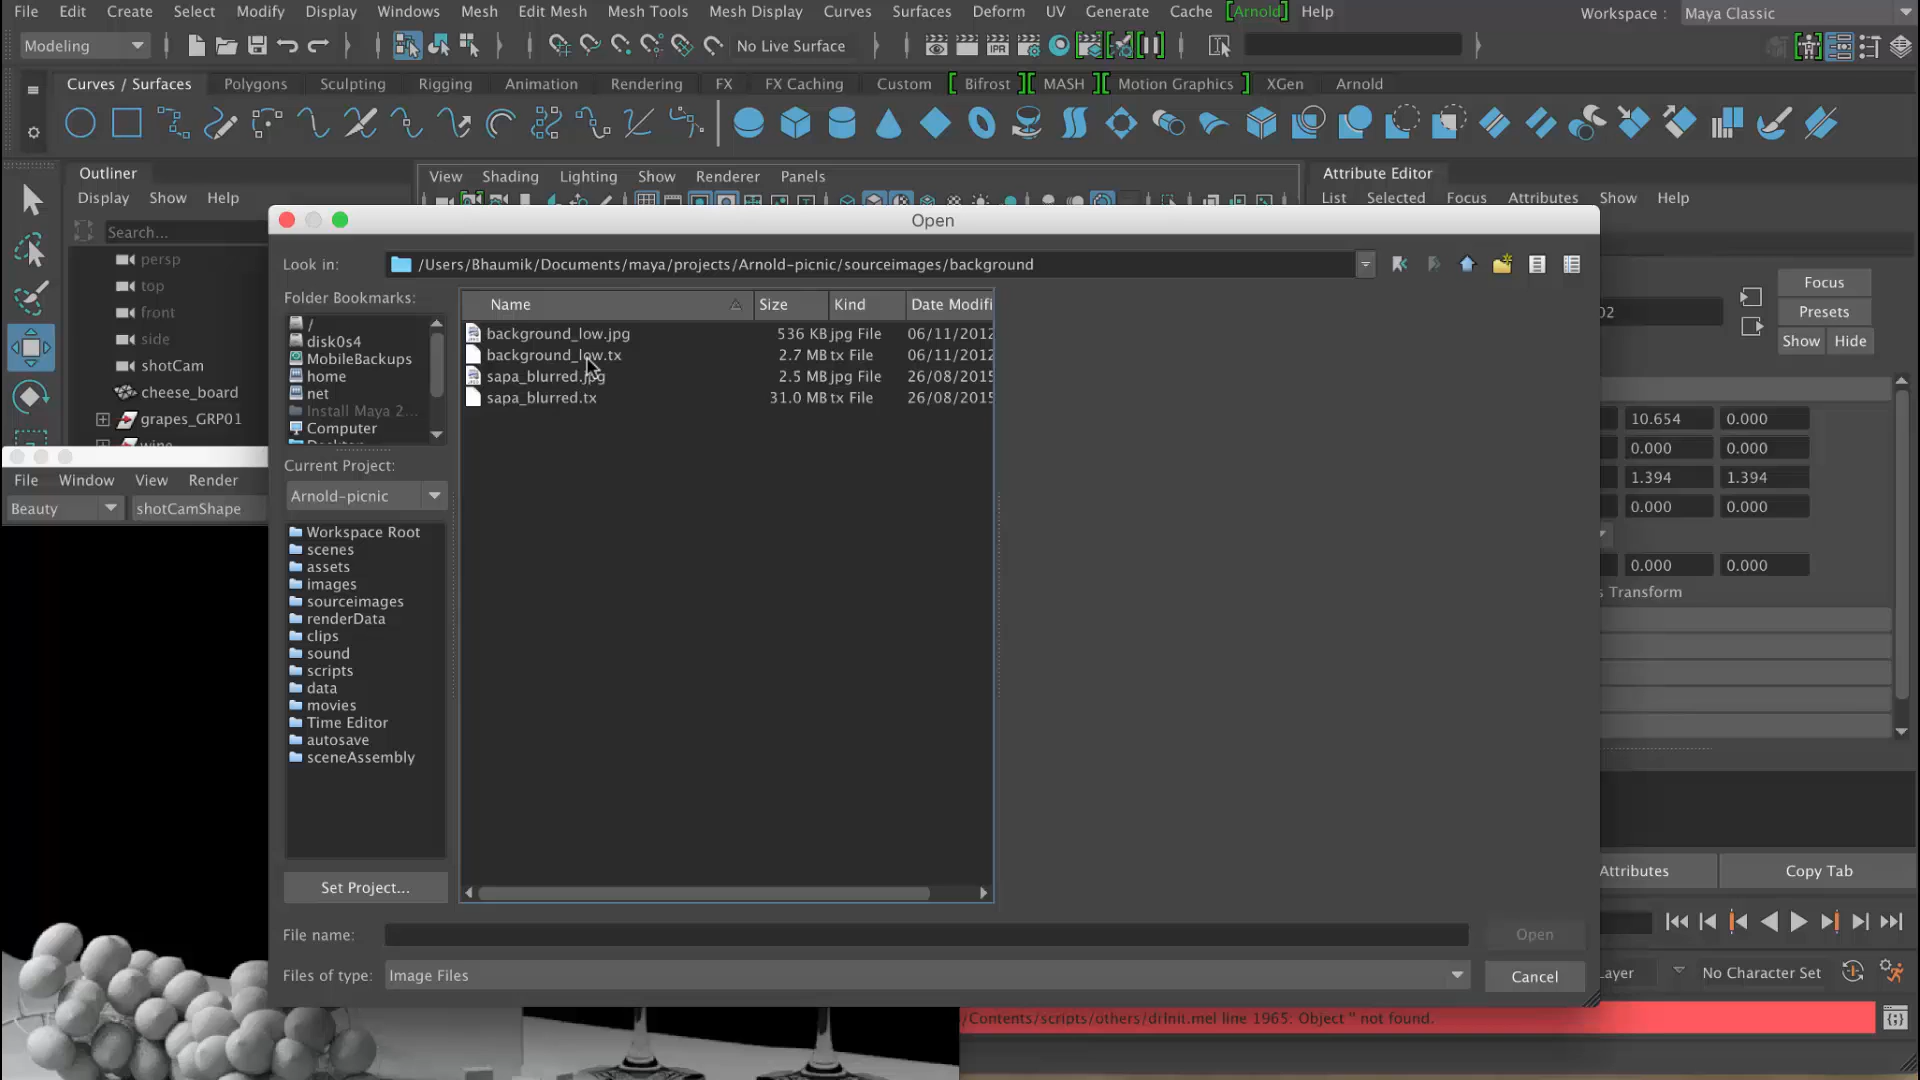 File Edit Create Select Modify Display Windows Mesh Edit Mesh Mesh Tools Mesh Display Curves Surfaces Deform UV Generate Cache [Arnold] Help Workspace : Maya Classic
Modeling No Live Surface IPR
Curves / Surfaces Polygons Sculpting Rigging Animation Rendering FX FX Caching Custom Bifrost MASH Motion Graphics XGen Arnold
Outliner View Shading Lighting Show Renderer Panels Attribute Editor
Display Show Help List Selected Focus Attributes Show Help
Search...
persp
top
front
side
shotCam
cheese_board
grapes_GRP01
File Window View Render
Beauty shotCamShape
Open
Look in: /Users/Bhaumik/Documents/maya/projects/Arnold-picnic/sourceimages/background
Folder Bookmarks:
/
disk0s4
MobileBackups
home
net
Install Maya 2...
Computer
Current Project:
Arnold-picnic
Workspace Root
scenes
assets
images
sourceimages
renderData
clips
sound
scripts
data
movies
Time Editor
autosave
sceneAssembly
Set Project...
Name Size Kind Date Modifi
background_low.jpg 536 KB jpg File 06/11/2012
background_low.tx 2.7 MB tx File 06/11/2012
sapa_blurred.jpg 2.5 MB jpg File 26/08/2015
sapa_blurred.tx 31.0 MB tx File 26/08/2015
File name: Open
Files of type: Image Files Cancel
Focus
02 Presets
Show Hide
10.654 0.000
0.000 0.000
1.394 1.394
0.000 0.000
0.000 0.000
s Transform
Attributes Copy Tab
Layer No Character Set
/Contents/scripts/others/drInit.mel line 1965: Object '' not found.